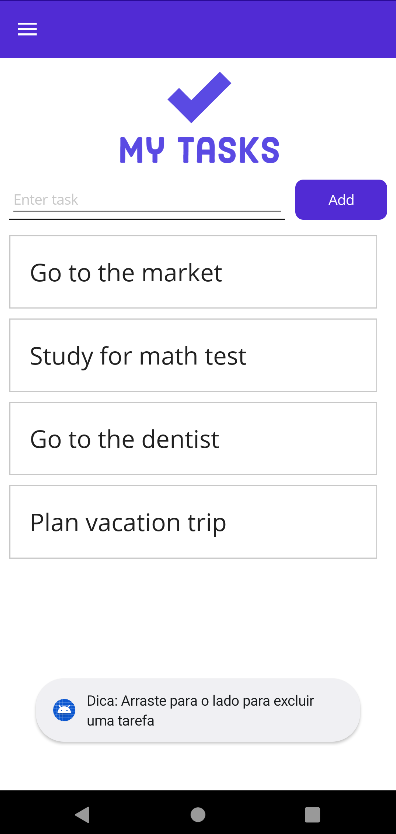 MY TASKS
Enter task
Add
Go to the market
Study for math test
Go to the dentist
Plan vacation trip
Dica: Arraste para o lado para excluir
uma tarefa